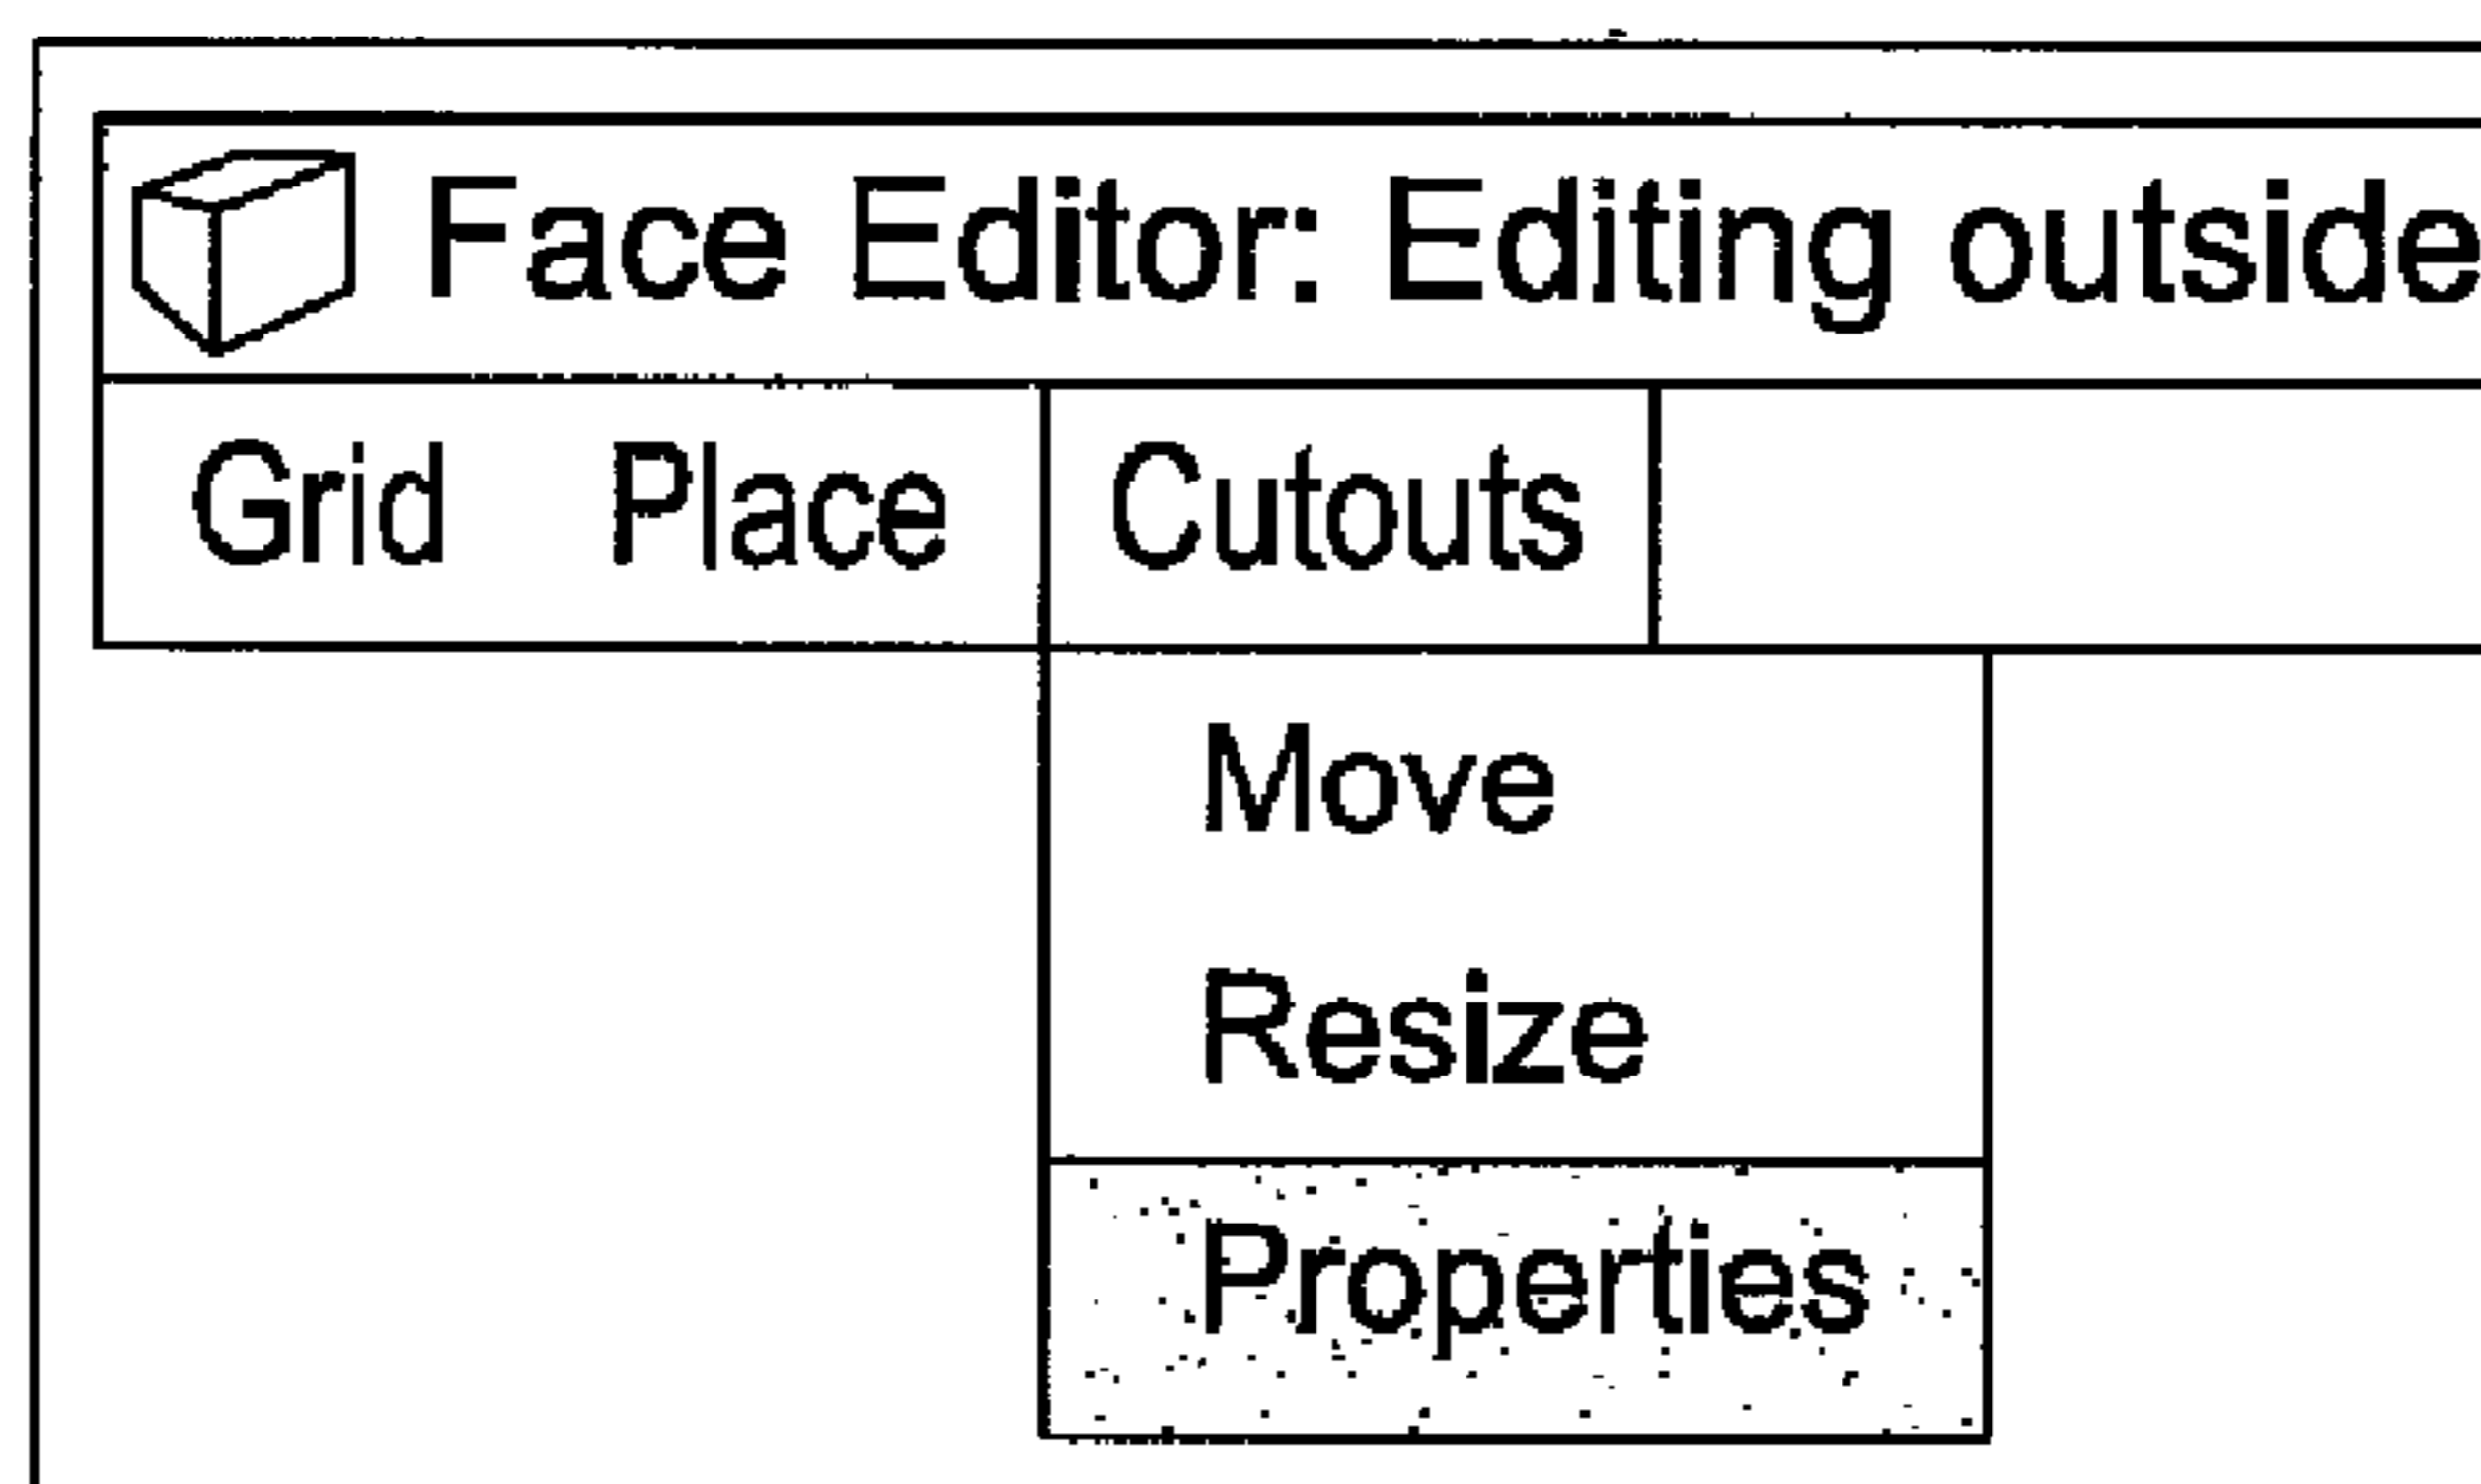 Face Editor: Editing outside
Grid Place Cutouts
Move
Resize
Properties